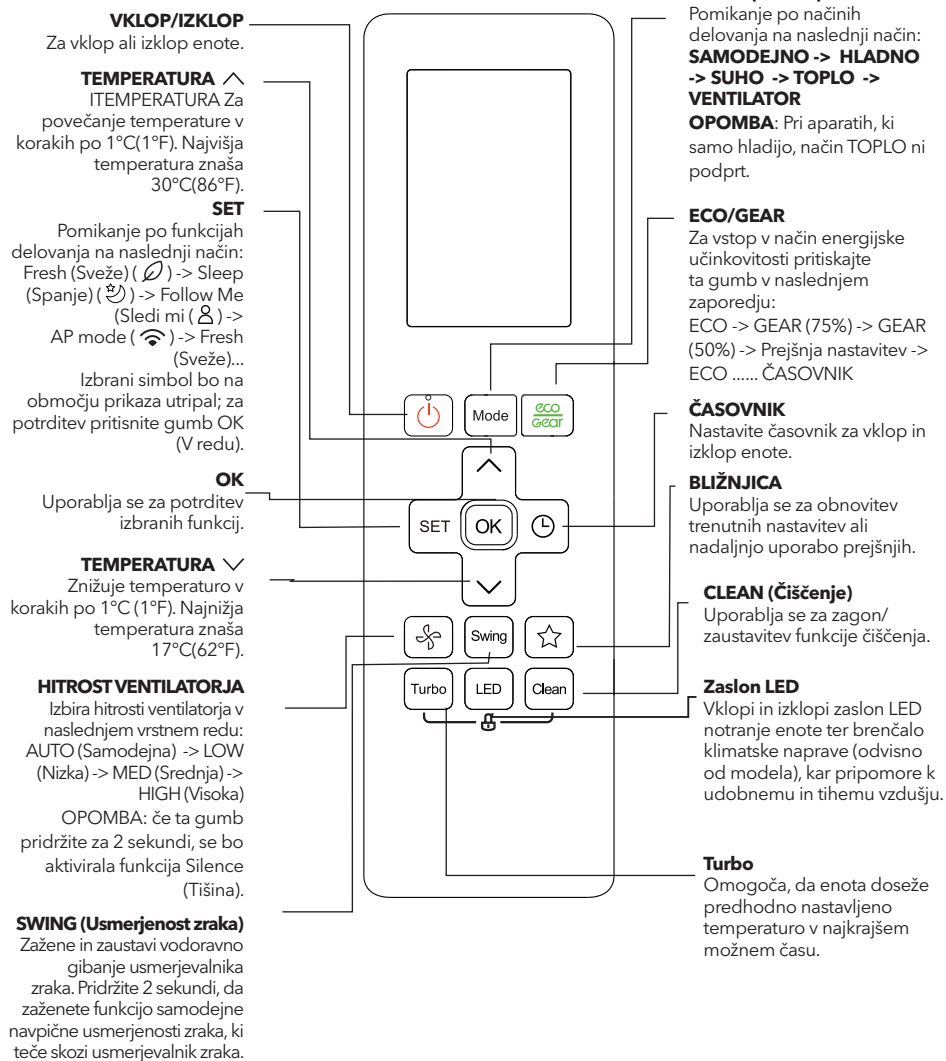 VKLOP/IZKLOP
Za vklop ali izklop enote.
TEMPERATURA
ITEMPERATURA Za
povečanje temperature v
korakih po 1°C(1°F). Najvišja
temperatura znaša
30°C(86°F).
SET
Pomikanje po funkcijah
delovanja na naslednji način:
Fresh (Sveže) ( ) -> Sleep
(Spanje) ( ) -> Follow Me
(Sledi mi ( ) ->
AP mode ( ) -> Fresh
(Sveže)...
Izbrani simbol bo na
območju prikaza utripal; za
potrditev pritisnite gumb OK
(V redu).
OK
Uporablja se za potrditev
izbranih funkcij.
TEMPERATURA
Znižuje temperaturo v
korakih po 1°C (1°F). Najnižja
temperatura znaša
17°C(62°F).
HITROST VENTILATORJA
Izbira hitrosti ventilatorja v
naslednjem vrstnem redu:
AUTO (Samodejna) -> LOW
(Nizka) -> MED (Srednja) ->
HIGH (Visoka)
OPOMBA: če ta gumb
pridržite za 2 sekundi, se bo
aktivirala funkcija Silence
(Tišina).
SWING (Usmerjenost zraka)
Zažene in zaustavi vodoravno
gibanje usmerjevalnika
zraka. Pridržite 2 sekundi, da
zaženete funkcijo samodejne
navpične usmerjenosti zraka, ki
teče skozi usmerjevalnik zraka.
Mode
eco
Gear
SET
OK
Swing
Turbo
LED
Clean
Pomikanje po načinih
delovanja na naslednji način:
SAMODEJNO -> HLADNO
-> SUHO -> TOPLO ->
VENTILATOR
OPOMBA: Pri aparatih, ki
samo hladijo, način TOPLO ni
podprt.
ECO/GEAR
Za vstop v način energijske
učinkovitosti pritiskajte
ta gumb v naslednjem
zaporedju:
ECO -> GEAR (75%) -> GEAR
(50%) -> Prejšnja nastavitev ->
ECO ...... ČASOVNIK
ČASOVNIK
Nastavite časovnik za vklop in
izklop enote.
BLIŽNJICA
Uporablja se za obnovitev
trenutnih nastavitev ali
nadaljnjo uporabo prejšnjih.
CLEAN (Čiščenje)
Uporablja se za zagon/
zaustavitev funkcije čiščenja.
Zaslon LED
Vklopi in izklopi zaslon LED
notranje enote ter brenčalo
klimatske naprave (odvisno
od modela), kar pripomore k
udobnemu in tihemu vzdušju.
Turbo
Omogoča, da enota doseže
predhodno nastavljeno
temperaturo v najkrajšem
možnem času.